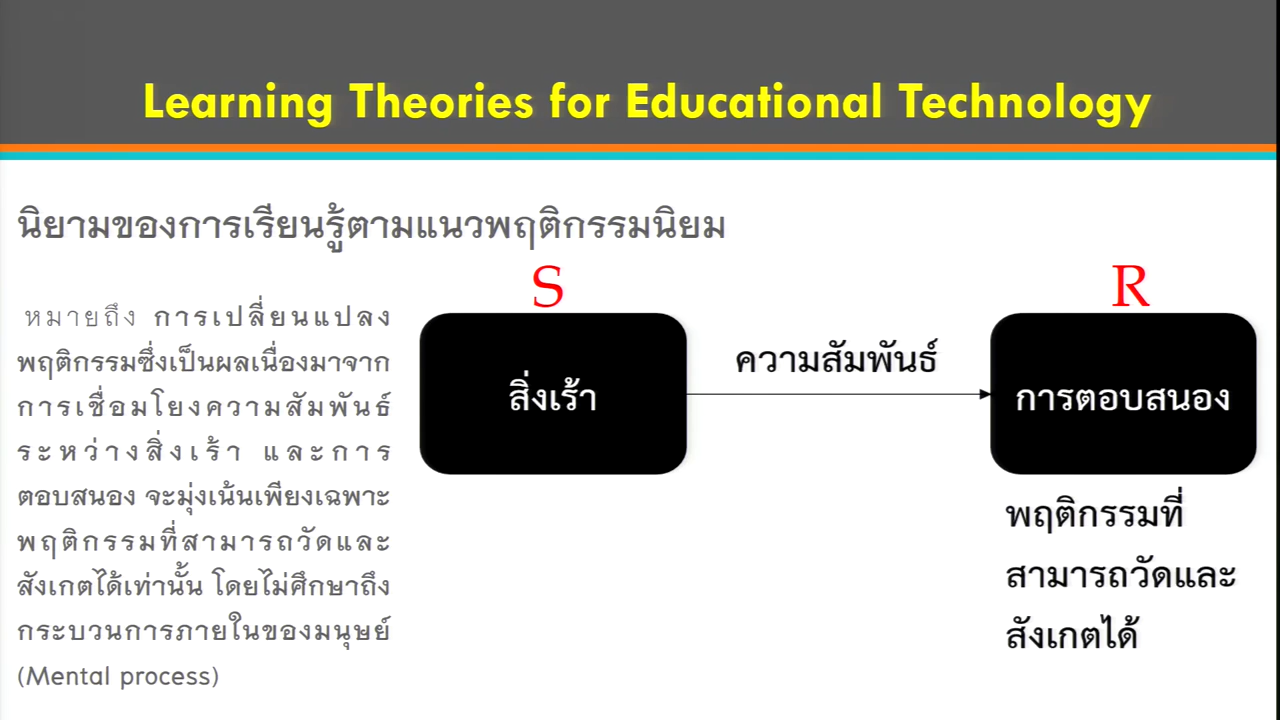 Learning Theories for Educational Technology
นิยามของการเรียนรู้ตามแนวพฤติกรรมนิยม
หมายถึง การเปลี่ยนแปลง
พฤติกรรมซึ่งเป็นผลเนื่องมาจาก
การเชื่อมโยงความสัมพันธ์
ระหว่างสิ่งเร้า และการ
ตอบสนอง จะมุ่งเน้นเพียงเฉพาะ
พฤติกรรมที่สามารถวัดและ
สังเกตได้เท่านั้น โดยไม่ศึกษาถึง
กระบวนการภายในของมนุษย์
(Mental process)
S
สิ่งเร้า
ความสัมพันธ์
R
การตอบสนอง
พฤติกรรมที่
สามารถวัดและ
สังเกตได้